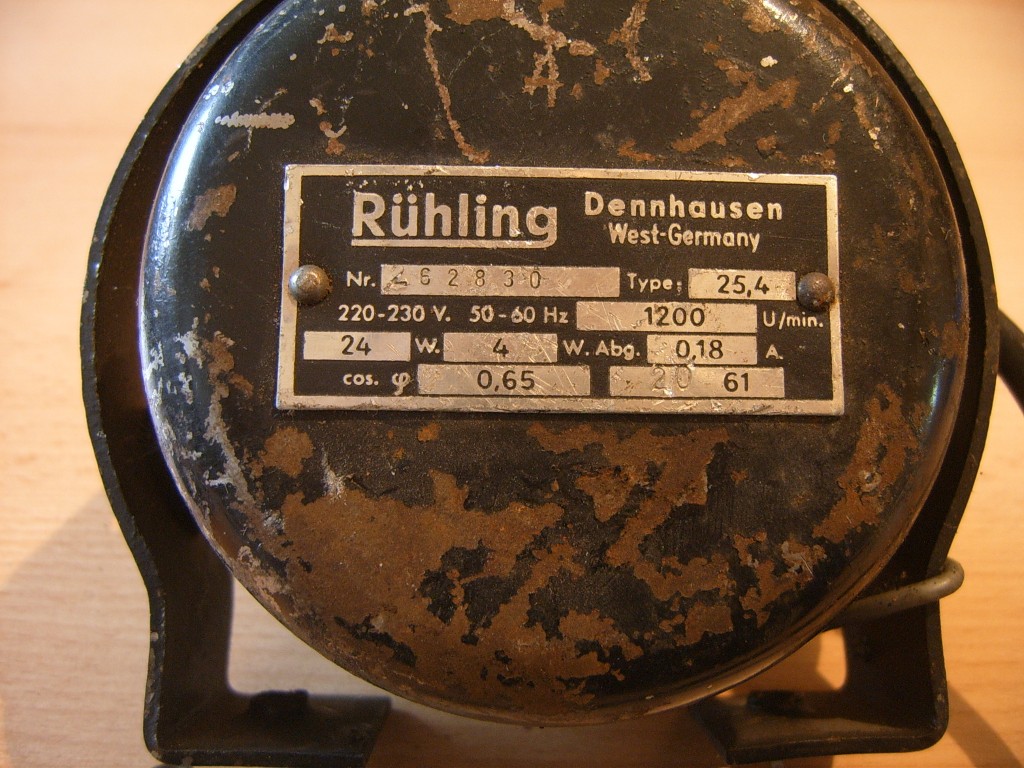 Rühling Dennhausen
West-Germany
Nr. 262830 Type: 25,4
220-230 V. 50-60 Hz 1200 U/min.
24 W. 4 W. Abg. 0,18 A.
cos. φ 0,65 20 61